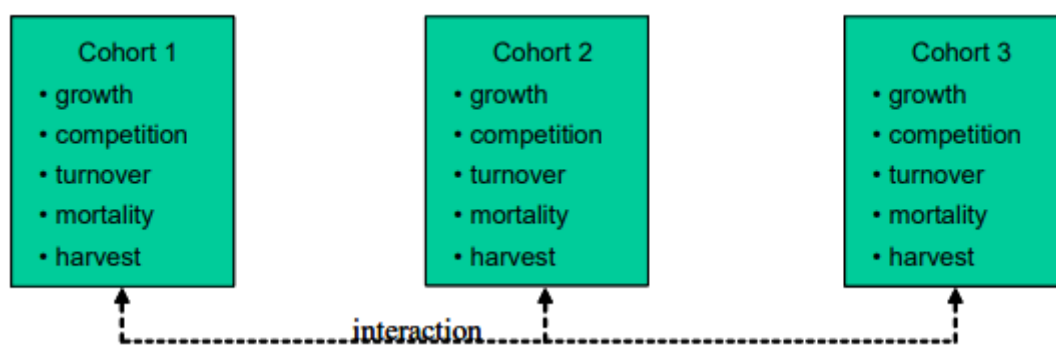 Cohort 1
• growth
• competition
• turnover
• mortality
• harvest
Cohort 2
• growth
• competition
• turnover
• mortality
• harvest
Cohort 3
• growth
• competition
• turnover
• mortality
• harvest
interaction